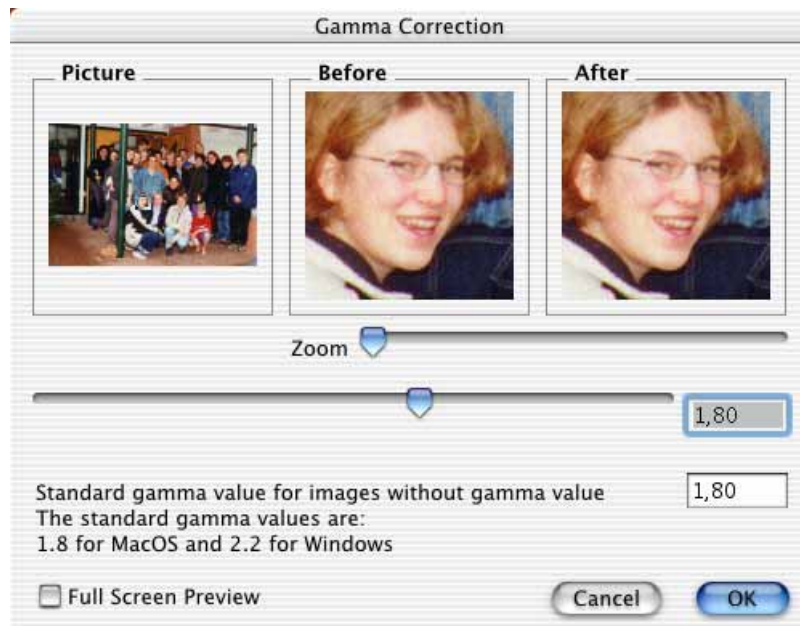 Gamma Correction
Picture
Before
After
Zoom
1,80
Standard gamma value for images without gamma value
1,80
The standard gamma values are:
1.8 for MacOS and 2.2 for Windows
Full Screen Preview
Cancel
OK